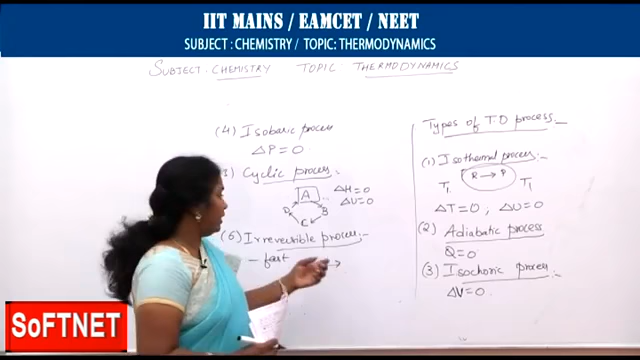 IIT MAINS / EAMCET / NEET
SUBJECT : CHEMISTRY / TOPIC: THERMODYNAMICS
SUBJECT: CHEMISTRY TOPIC: THERMODYNAMICS
(4) Isobaric process
ΔP = 0
) Cyclic process:
A
D B
C
ΔH = 0
ΔU = 0
(6) Irreversible process:-
- fast →
Types of T.D process:-
(1) Isothermal process:-
T₁ R → P T₁
ΔT = 0 ; ΔU = 0
(2) Adiabatic process
Q = 0
(3) Isochoric process:-
ΔV = 0
SoFTNET